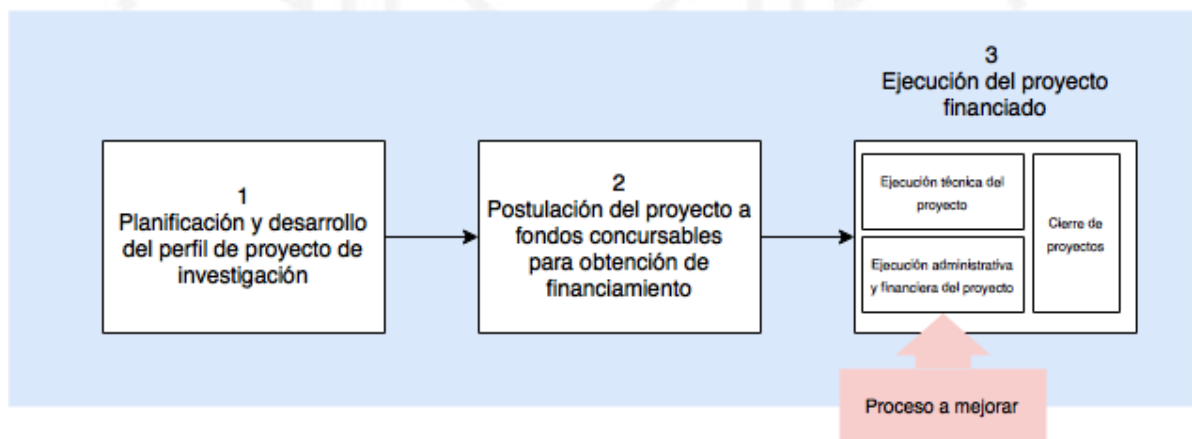 1
Planificación y desarrollo
del perfil de proyecto de
investigación
2
Postulación del proyecto a
fondos concursables
para obtención de
financiamiento
3
Ejecución del proyecto
financiado
Ejecución técnica del
proyecto
Ejecución administrativa
y financiera del proyecto
Cierre de
proyectos
Proceso a mejorar